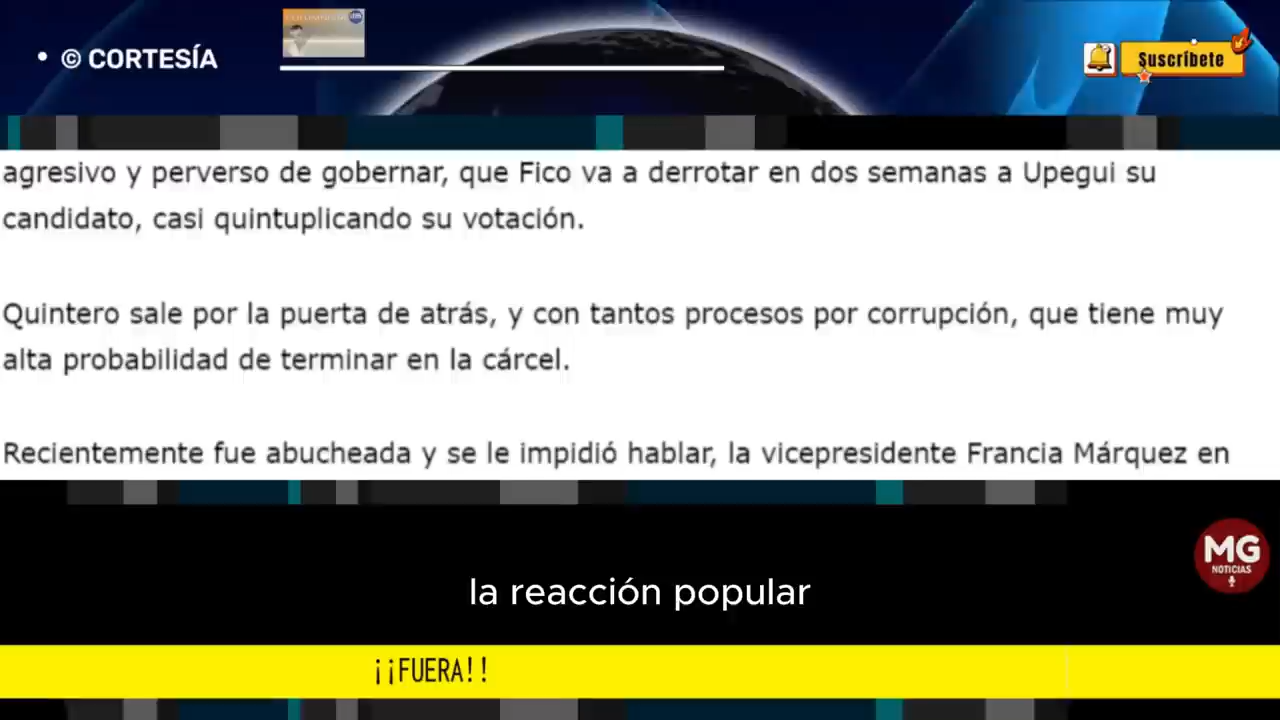 • © CORTESÍA
Suscríbete
agresivo y perverso de gobernar, que Fico va a derrotar en dos semanas a Upegui su
candidato, casi quintuplicando su votación.
Quintero sale por la puerta de atrás, y con tantos procesos por corrupción, que tiene muy
alta probabilidad de terminar en la cárcel.
Recientemente fue abucheada y se le impidió hablar, la vicepresidente Francia Márquez en
MG
NOTICIAS
la reacción popular
¡¡FUERA!!